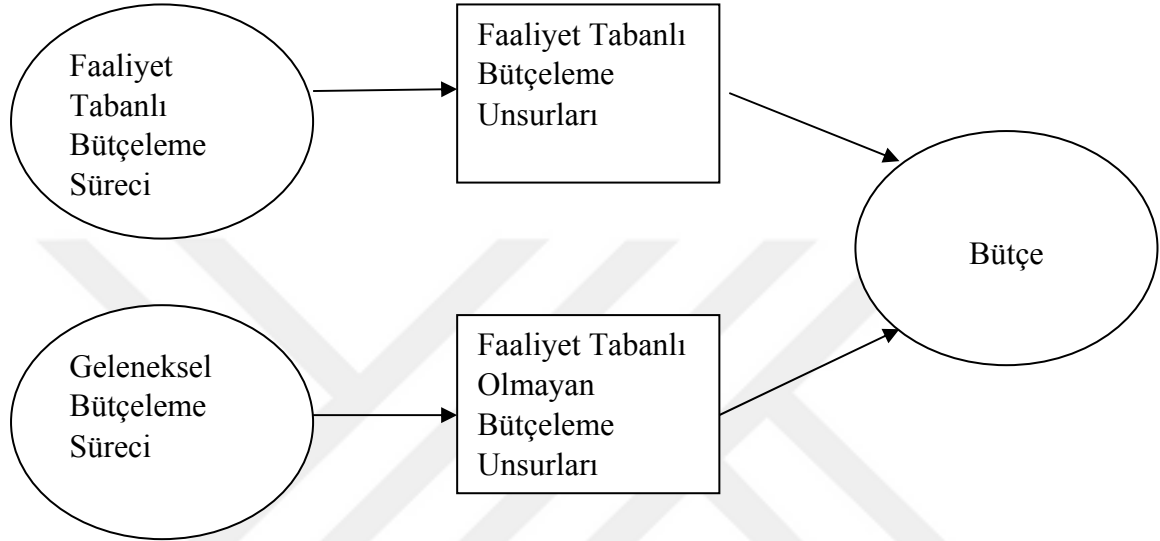 Faaliyet
Tabanlı
Bütçeleme
Süreci
Faaliyet Tabanlı
Bütçeleme
Unsurları
Bütçe
Geleneksel
Bütçeleme
Süreci
Faaliyet Tabanlı
Olmayan
Bütçeleme
Unsurları